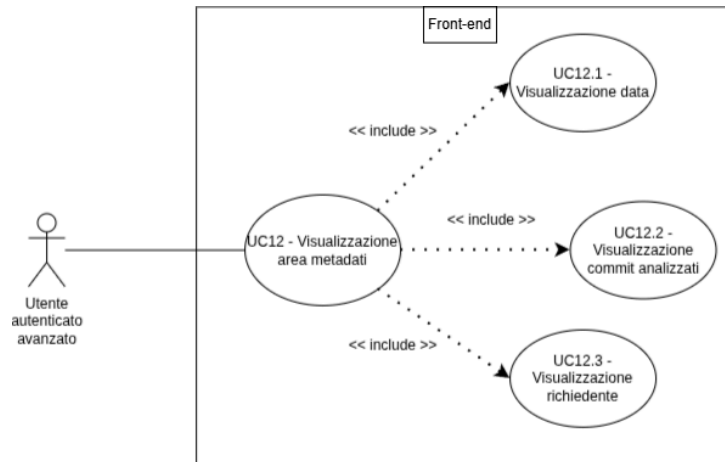 Front-end
UC12.1 -
Visualizzazione data
<< include >>
UC12 - Visualizzazione
area metadati
<< include >>
UC12.2 -
Visualizzazione
commit analizzati
Utente
autenticato
avanzato
<< include >>
UC12.3 -
Visualizzazione
richiedente